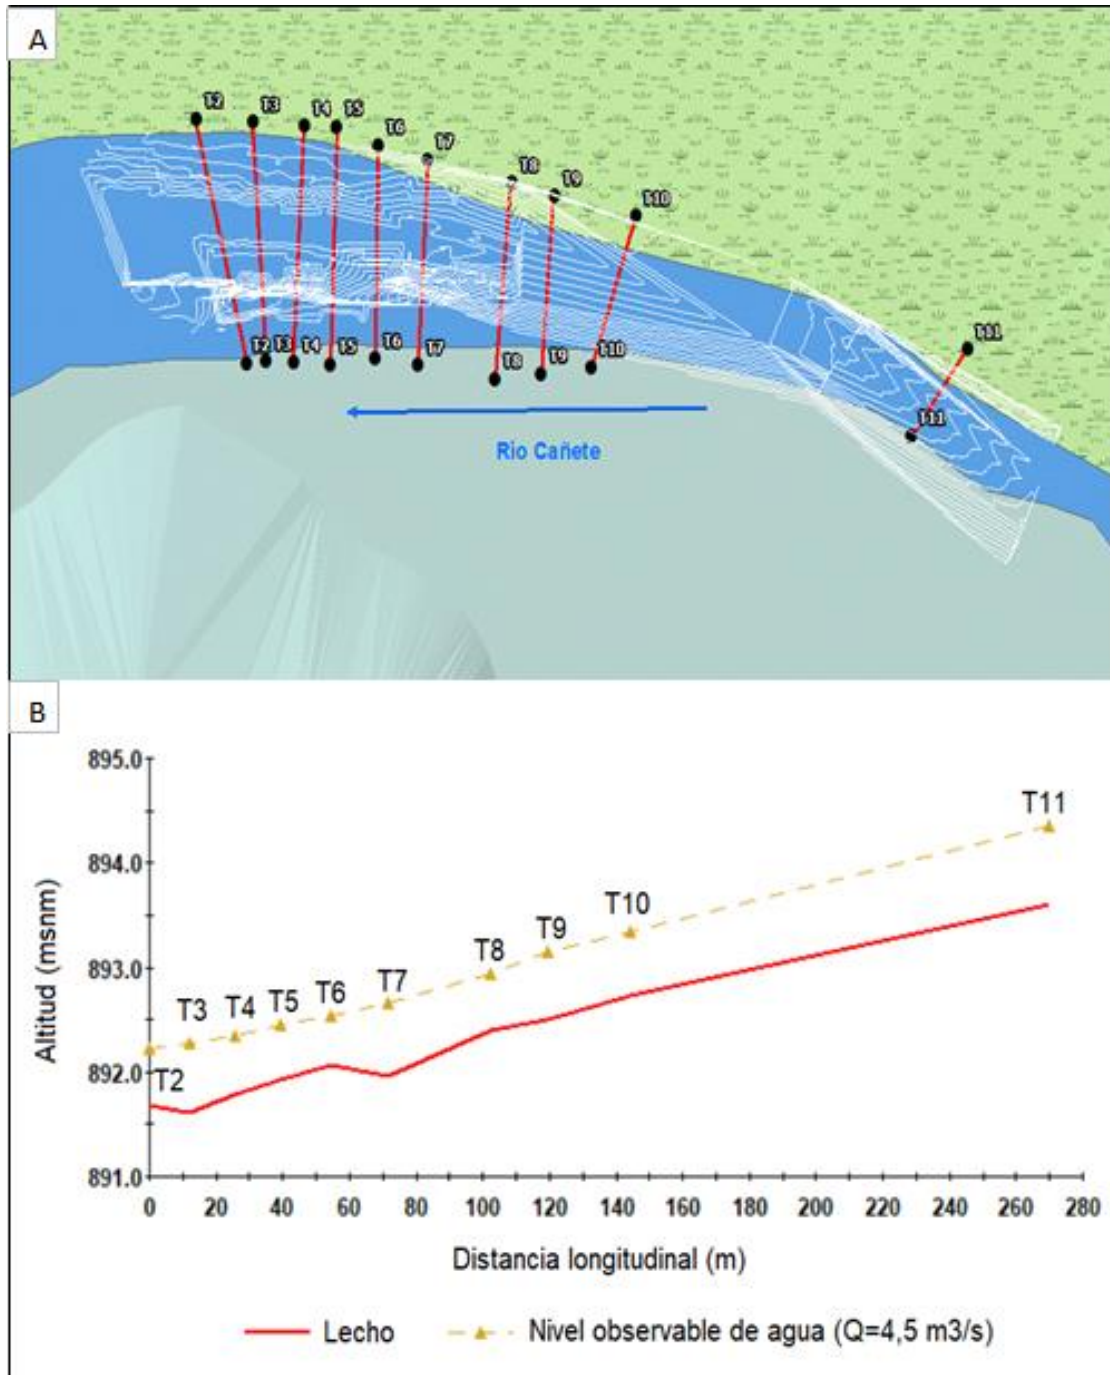 A
T2
T3
T4
T5
T6
T7
T8
T9
T10
T11
T2
T3
T4
T5
T6
T7
T8
T9
T10
T11
Rio Cañete
B
895.0
894.0
893.0
892.0
891.0
Altitud (msnm)
T2
T3
T4
T5
T6
T7
T8
T9
T10
T11
0 20 40 60 80 100 120 140 160 180 200 220 240 260 280
Distancia longitudinal (m)
Lecho
Nivel observable de agua (Q=4,5 m3/s)